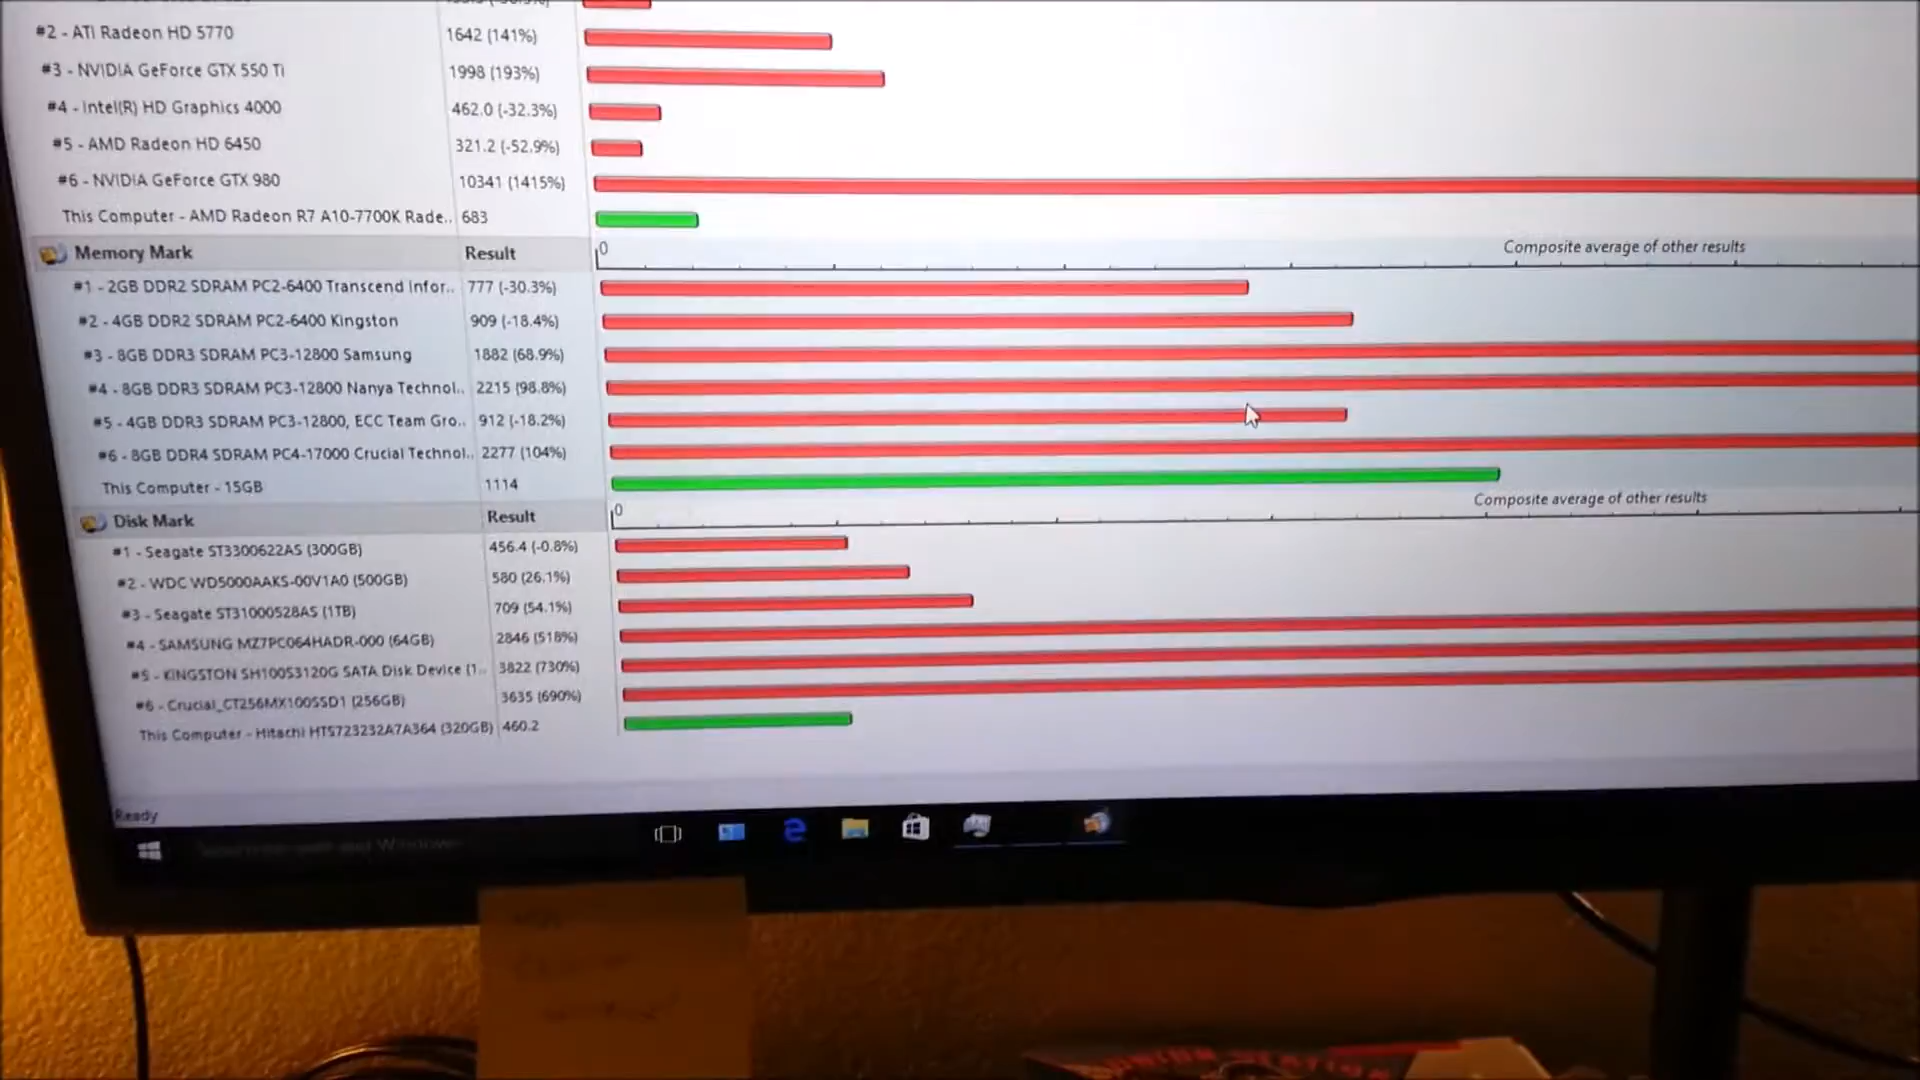 #2 - ATI Radeon HD 5770 1642 (141%)
#3 - NVIDIA GeForce GTX 550 Ti 1998 (193%)
#4 - Intel(R) HD Graphics 4000 462.0 (-32.3%)
#5 - AMD Radeon HD 6450 321.2 (-52.9%)
#6 - NVIDIA GeForce GTX 980 10341 (1415%)
This Computer - AMD Radeon R7 A10-7700K Rade.. 683
Memory Mark Result 0 Composite average of other results
#1 - 2GB DDR2 SDRAM PC2-6400 Transcend Infor.. 777 (-30.3%)
#2 - 4GB DDR2 SDRAM PC2-6400 Kingston 909 (-18.4%)
#3 - 8GB DDR3 SDRAM PC3-12800 Samsung 1882 (68.9%)
#4 - 8GB DDR3 SDRAM PC3-12800 Nanya Technol.. 2215 (98.8%)
#5 - 4GB DDR3 SDRAM PC3-12800, ECC Team Gro.. 912 (-18.2%)
#6 - 8GB DDR4 SDRAM PC4-17000 Crucial Technol.. 2277 (104%)
This Computer - 15GB 1114
Disk Mark Result 0 Composite average of other results
#1 - Seagate ST3300622AS (300GB) 456.4 (-0.8%)
#2 - WDC WD5000AAKS-00V1A0 (500GB) 580 (26.1%)
#3 - Seagate ST31000528AS (1TB) 709 (54.1%)
#4 - SAMSUNG MZ7PC064HADR-000 (64GB) 2846 (518%)
#5 - KINGSTON SH100S3120G SATA Disk Device (1.. 3822 (730%)
#6 - Crucial_CT256MX100SSD1 (256GB) 3635 (690%)
This Computer - Hitachi HTS723232A7A364 (320GB) 460.2
Ready